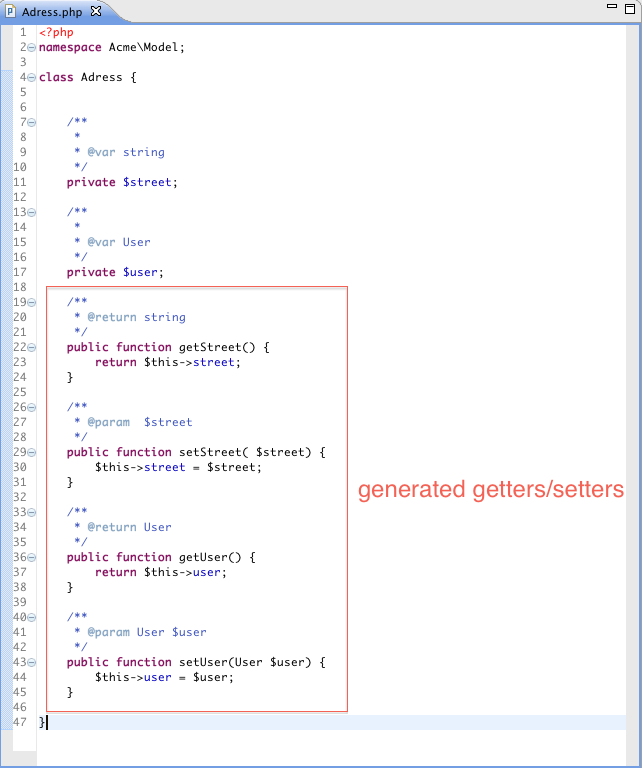 Adress.php
1 <?php
2 namespace Acme\Model;
3
4 class Adress {
5
6
7 /**
8 *
9 * @var string
10 */
11 private $street;
12
13 /**
14 *
15 * @var User
16 */
17 private $user;
18
19 /**
20 * @return string
21 */
22 public function getStreet() {
23 return $this->street;
24 }
25
26 /**
27 * @param  $street
28 */
29 public function setStreet( $street) {
30 $this->street = $street;
31 }
32
33 /**
34 * @return User
35 */
36 public function getUser() {
37 return $this->user;
38 }
39
40 /**
41 * @param User $user
42 */
43 public function setUser(User $user) {
44 $this->user = $user;
45 }
46
47 }
generated getters/setters